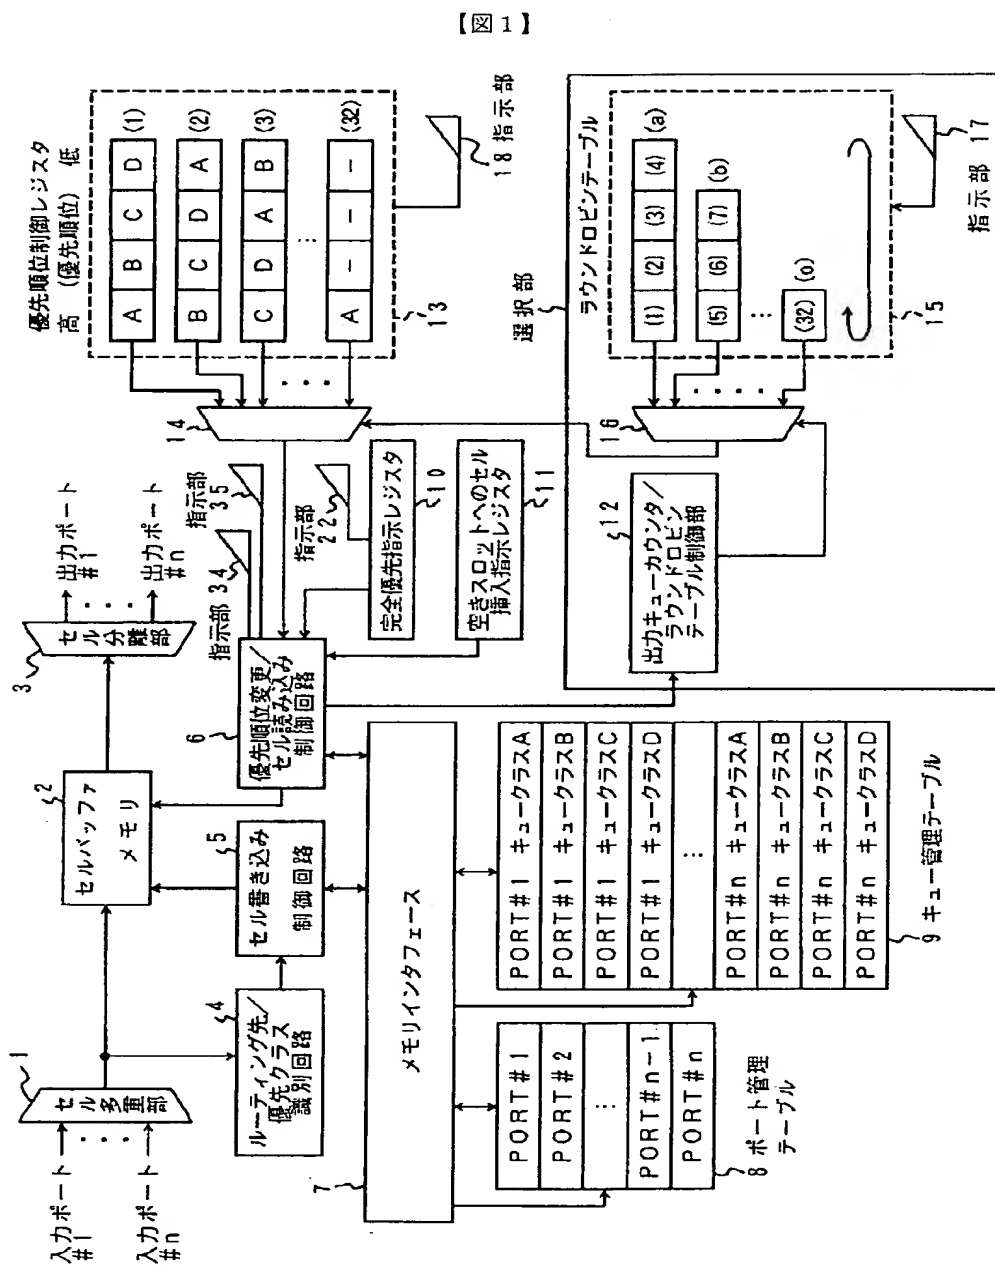 【図1】
入力ポート
#1
入力ポート
#n
1
セル多重部
2
セルバッファ
メモリ
3
セル分離部
出力ポート
#1
出力ポート
#n
4
ルーティング先/
優先クラス
識別回路
5
セル書き込み
制御回路
6
優先順位変更/
セル読み込み
制御回路
指示部 34
指示部
35
指示部
22
完全優先指示レジスタ
10
空きスロットへのセル
挿入指示レジスタ
11
7
メモリインタフェース
PORT#1
PORT#2
⋮
PORT#n-1
PORT#n
8 ポート管理
テーブル
PORT#1 キュークラスA
PORT#1 キュークラスB
PORT#1 キュークラスC
PORT#1 キュークラスD
⋮
PORT#n キュークラスA
PORT#n キュークラスB
PORT#n キュークラスC
PORT#n キュークラスD
9 キュー管理テーブル
優先順位制御レジスタ
高 (優先順位) 低
A B C D (1)
B C D A (2)
C D A B (3)
⋮
A - - - (32)
13
14
18 指示部
選択部
12
出力キューカウンタ/
ラウンドロビン
テーブル制御部
ラウンドロビンテーブル
(1) (2) (3) (4) (a)
(5) (6) (7) (b)
⋮
(32) (o)
15
16
指示部 17